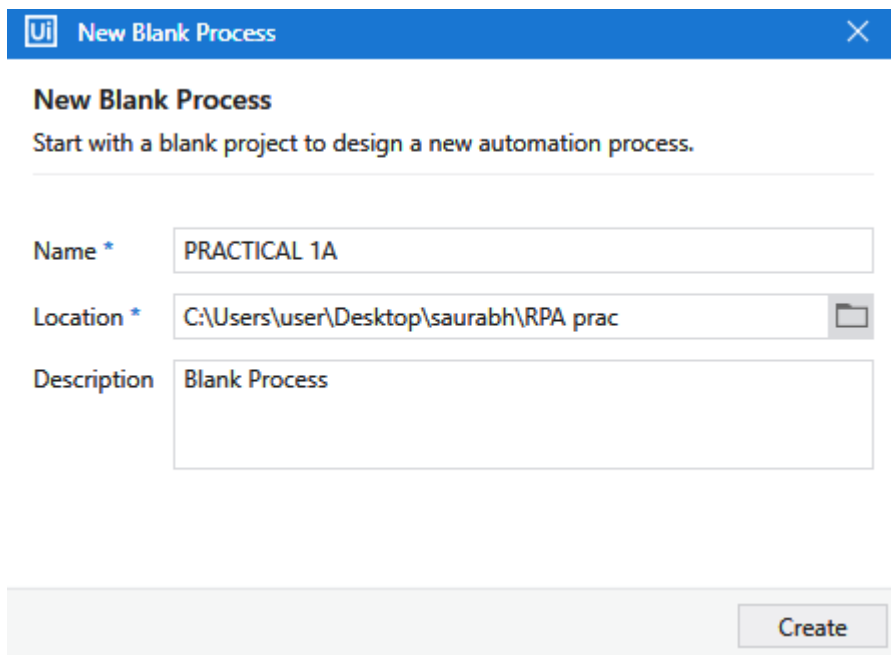 Ui New Blank Process
New Blank Process
Start with a blank project to design a new automation process.
Name * PRACTICAL 1A
Location * C:\Users\user\Desktop\saurabh\RPA prac
Description Blank Process
Create